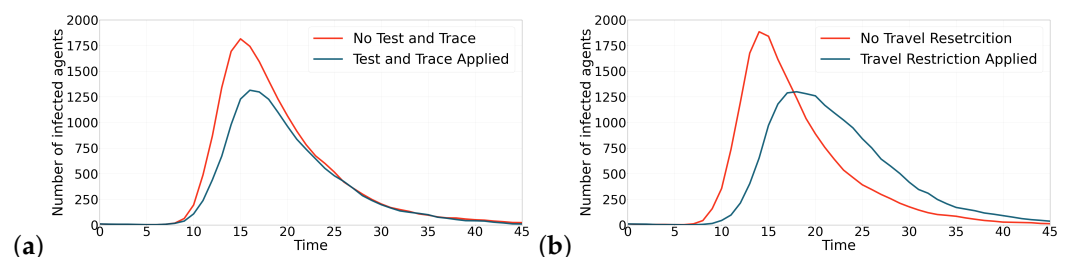 2000
1750
1500
1250
1000
750
500
250
0
Number of infected agents
No Test and Trace
Test and Trace Applied
0 5 10 15 20 25 30 35 40 45
Time
(a)
2000
1750
1500
1250
1000
750
500
250
0
Number of infected agents
No Travel Resetrcition
Travel Restriction Applied
0 5 10 15 20 25 30 35 40 45
Time
(b)